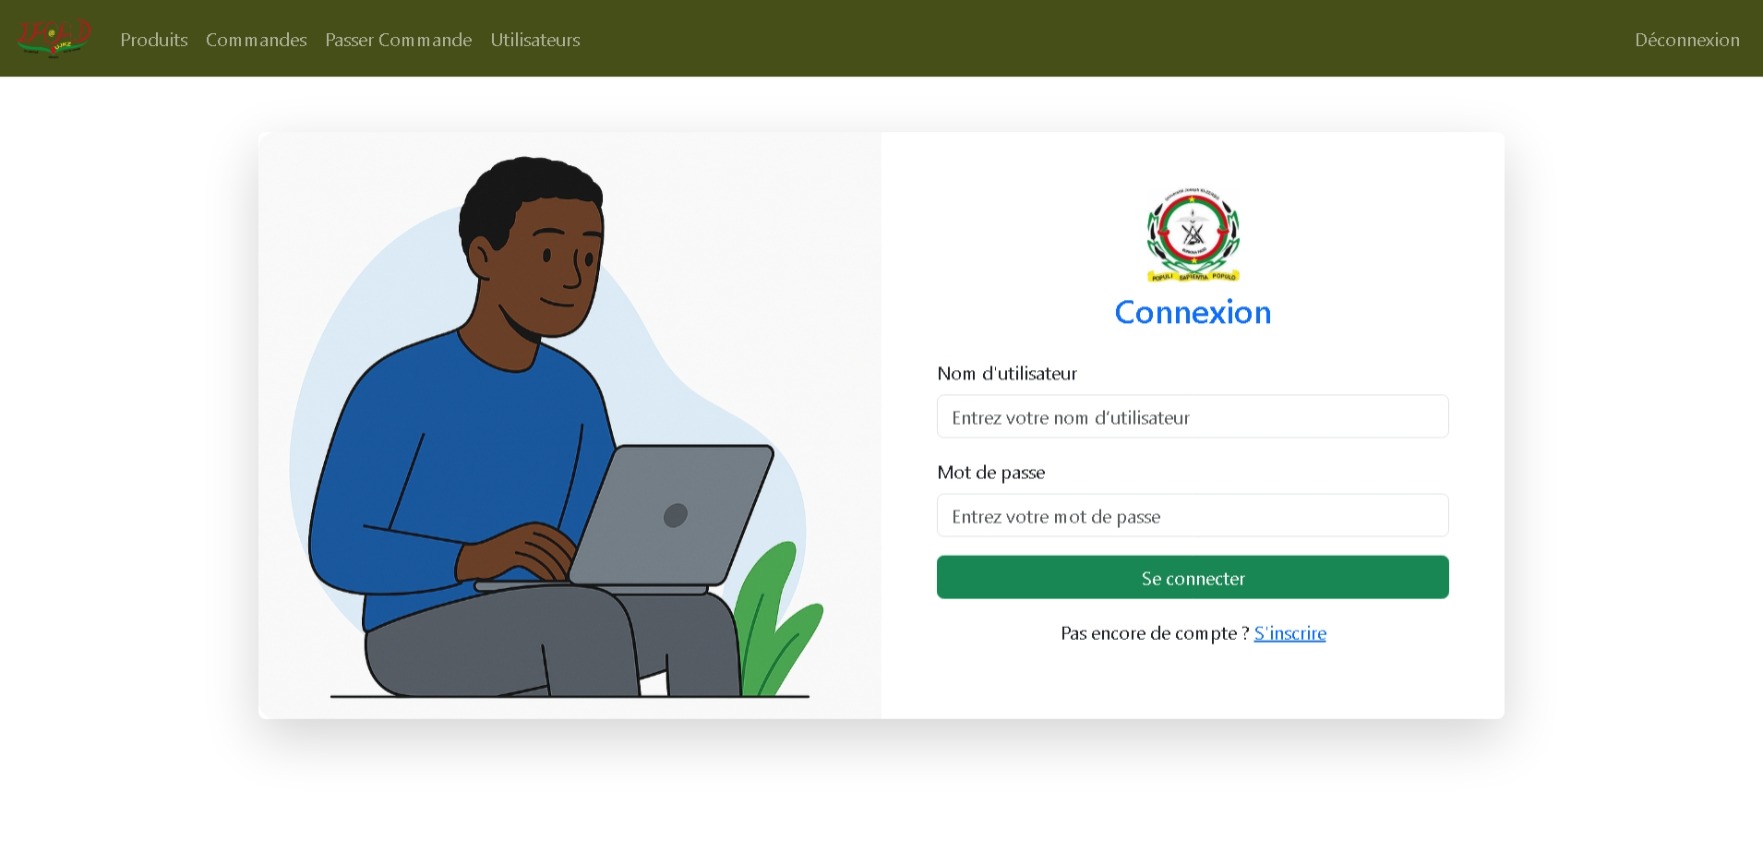 Produits Commandes Passer Commande Utilisateurs Déconnexion
POPULI SAPIENTIA POPULO
Connexion
Nom d'utilisateur
Entrez votre nom d'utilisateur
Mot de passe
Entrez votre mot de passe
Se connecter
Pas encore de compte ? S'inscrire